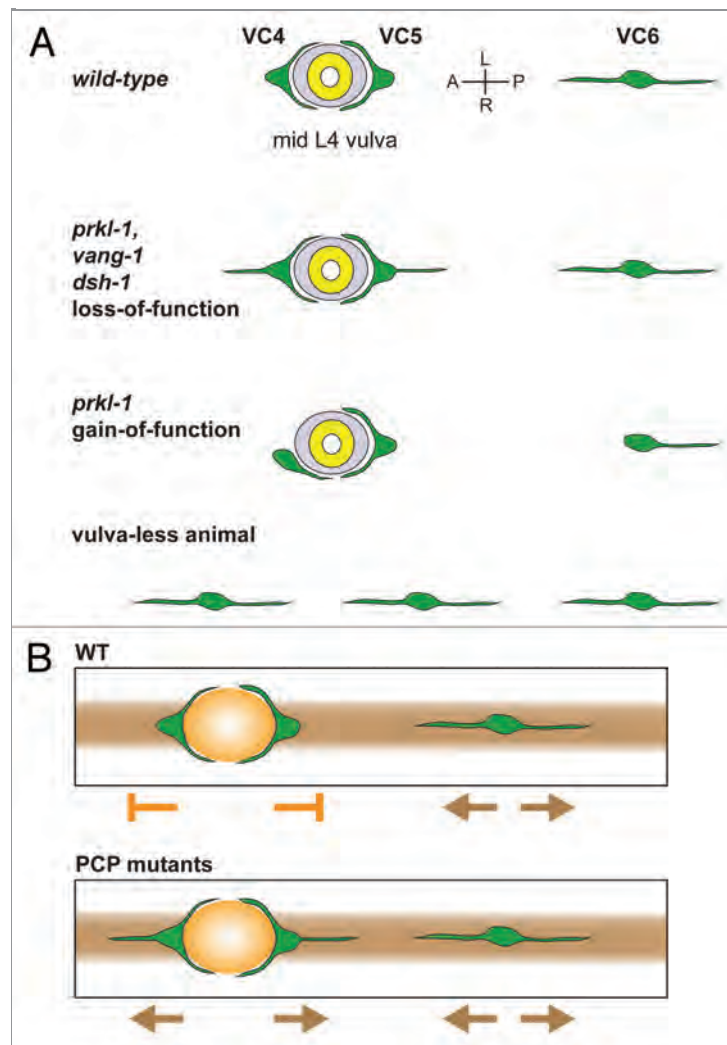 A
VC4
VC5
VC6
wild-type
L
A
P
R
mid L4 vulva
prkl-1,
vang-1
dsh-1
loss-of-function
prkl-1
gain-of-function
vulva-less animal
B
WT
PCP mutants